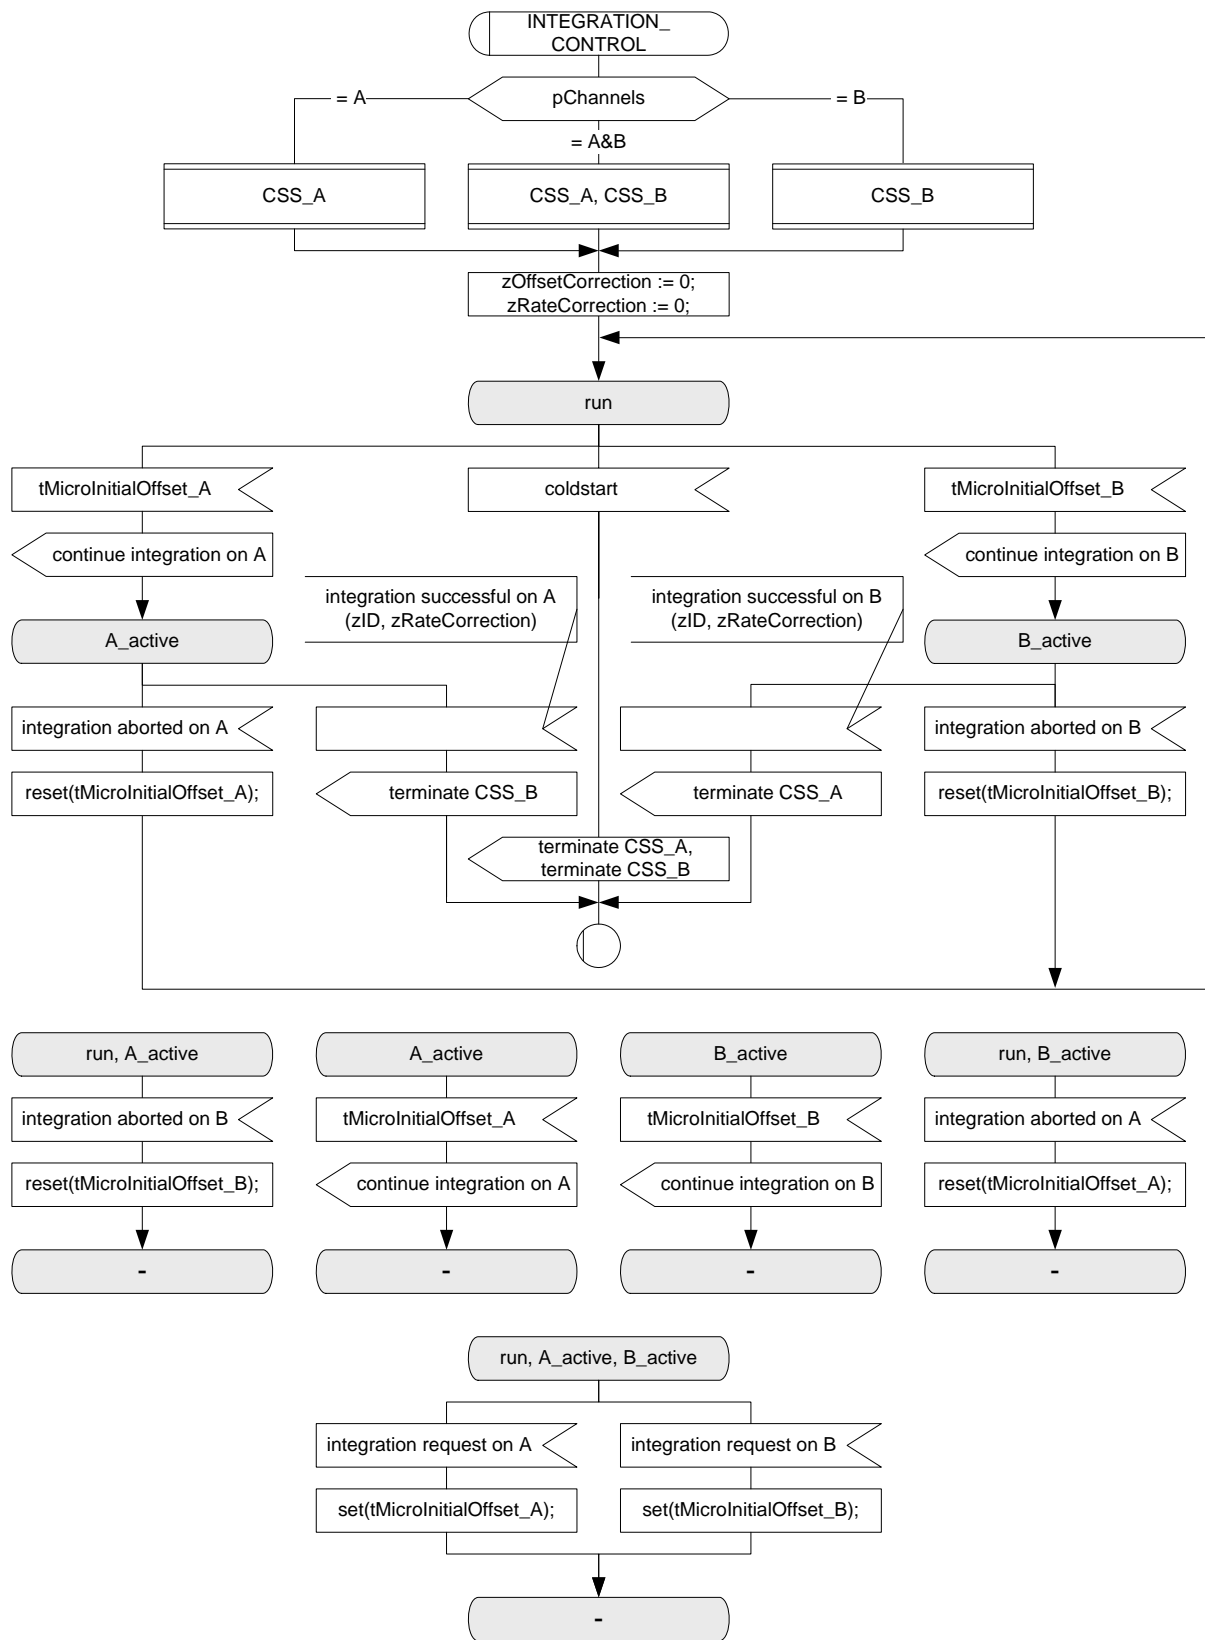 INTEGRATION_
CONTROL
pChannels
= A
= B
= A&B
CSS_A
CSS_A, CSS_B
CSS_B
zOffsetCorrection := 0;
zRateCorrection := 0;
run
tMicroInitialOffset_A
coldstart
tMicroInitialOffset_B
continue integration on A
continue integration on B
integration successful on A
(zID, zRateCorrection)
integration successful on B
(zID, zRateCorrection)
A_active
B_active
integration aborted on A
integration aborted on B
reset(tMicroInitialOffset_A);
terminate CSS_B
terminate CSS_A
reset(tMicroInitialOffset_B);
terminate CSS_A,
terminate CSS_B
run, A_active
A_active
B_active
run, B_active
integration aborted on B
tMicroInitialOffset_A
tMicroInitialOffset_B
integration aborted on A
reset(tMicroInitialOffset_B);
continue integration on A
continue integration on B
reset(tMicroInitialOffset_A);
-
-
-
-
run, A_active, B_active
integration request on A
integration request on B
set(tMicroInitialOffset_A);
set(tMicroInitialOffset_B);
-